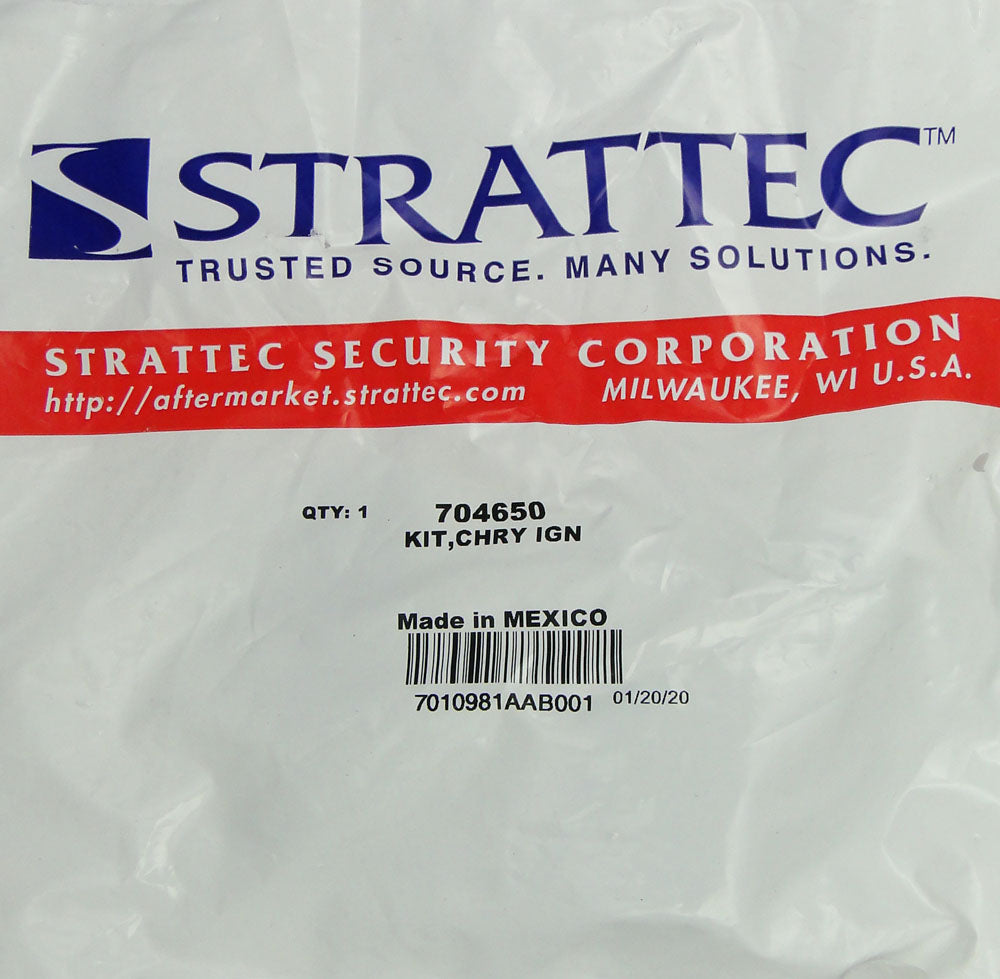 STRATTEC™
TRUSTED SOURCE. MANY SOLUTIONS.
STRATTEC SECURITY CORPORATION
http://aftermarket.strattec.com MILWAUKEE, WI U.S.A.
QTY: 1 704650
KIT,CHRY IGN
Made in MEXICO
7010981AAB001 01/20/20